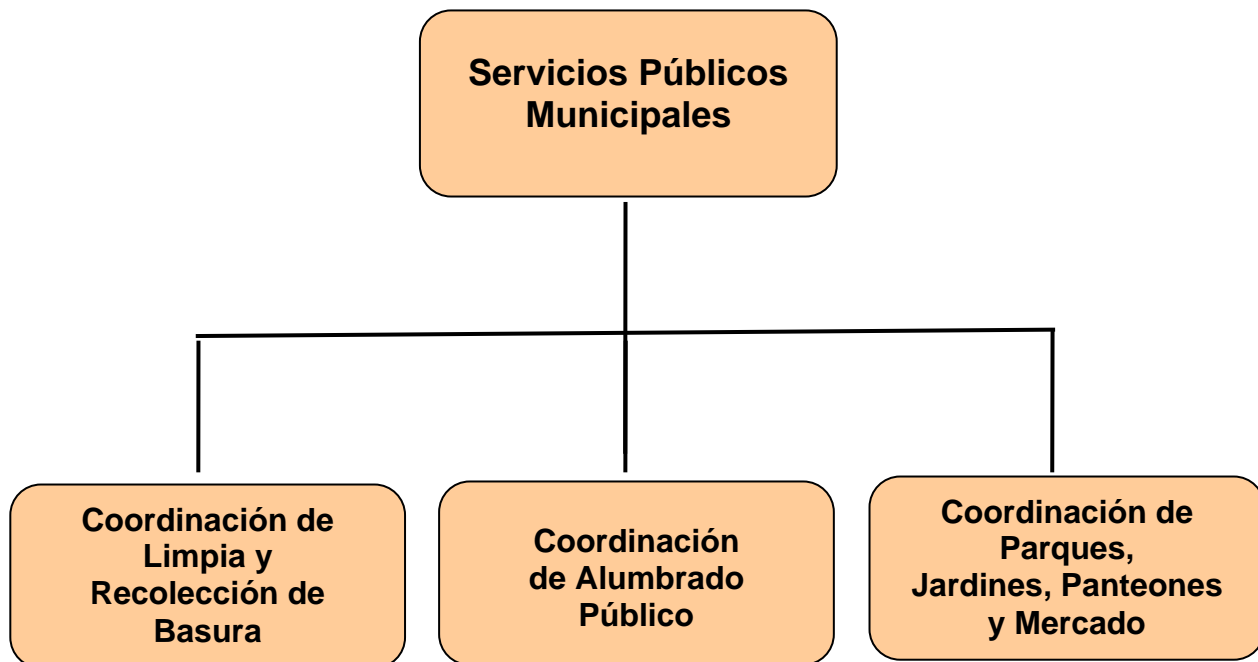 Servicios Públicos
Municipales
Coordinación de
Limpia y
Recolección de
Basura
Coordinación
de Alumbrado
Público
Coordinación de
Parques,
Jardines, Panteones
y Mercado